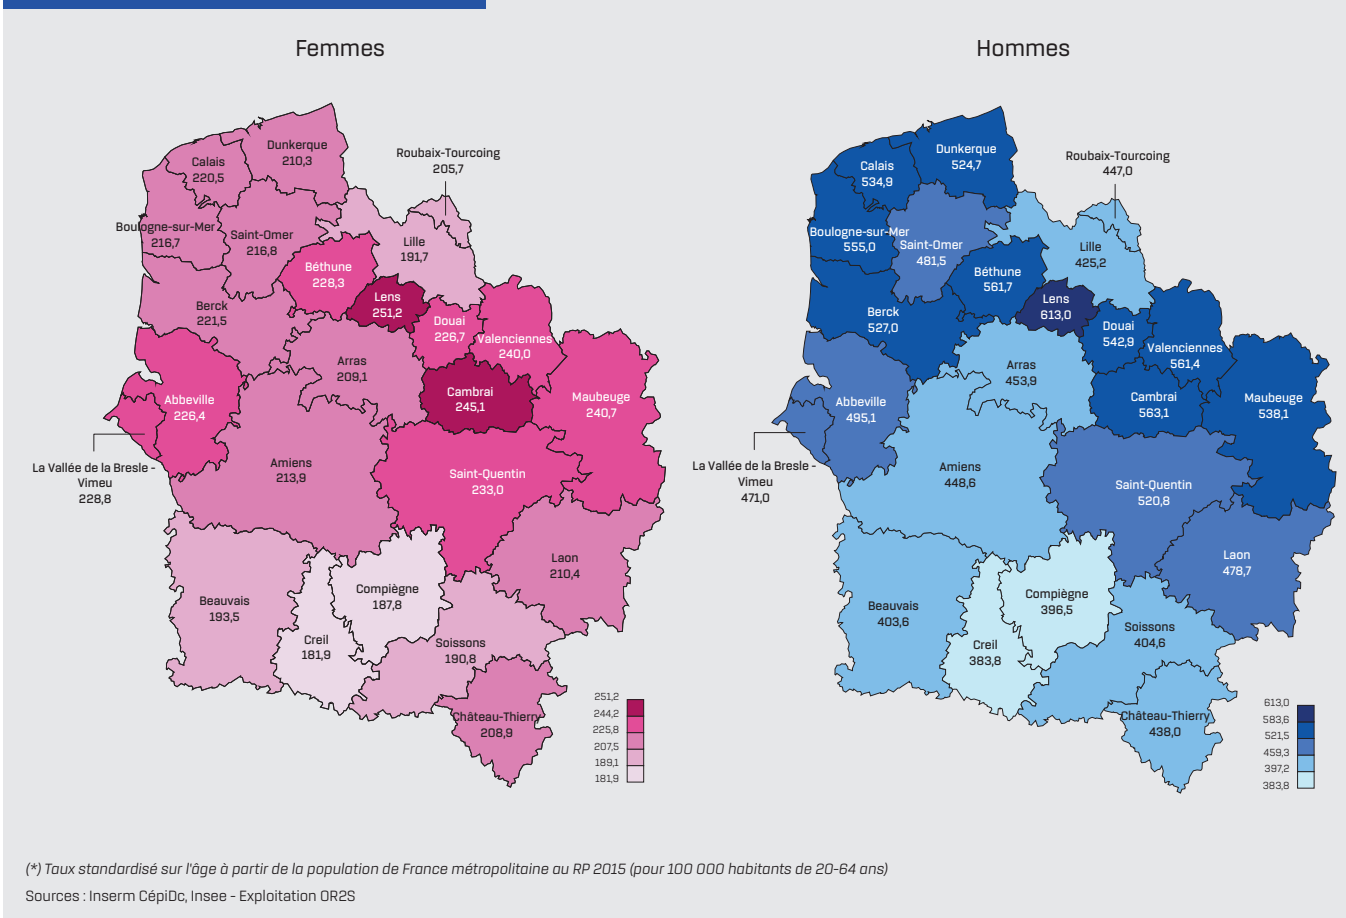 Femmes
Dunkerque
210,3
Calais
220,5
Roubaix-Tourcoing
205,7
Boulogne-sur-Mer
216,7
Saint-Omer
216,8
Lille
191,7
Béthune
228,3
Berck
221,5
Lens
251,2
Douai
226,7
Valenciennes
240,0
Arras
209,1
Cambrai
245,1
Maubeuge
240,7
Abbeville
226,4
La Vallée de la Bresle -
Vimeu
228,8
Amiens
213,9
Saint-Quentin
233,0
Laon
210,4
Beauvais
193,5
Compiègne
187,8
Creil
181,9
Soissons
190,8
Château-Thierry
208,9
251,2
244,2
225,8
207,5
189,1
181,9
Hommes
Dunkerque
524,7
Calais
534,9
Roubaix-Tourcoing
447,0
Boulogne-sur-Mer
555,0
Saint-Omer
481,5
Lille
425,2
Béthune
561,7
Berck
527,0
Lens
613,0
Douai
542,9
Valenciennes
561,4
Arras
453,9
Cambrai
563,1
Maubeuge
538,1
Abbeville
495,1
La Vallée de la Bresle -
Vimeu
471,0
Amiens
448,6
Saint-Quentin
520,8
Laon
478,7
Beauvais
403,6
Compiègne
396,5
Creil
383,8
Soissons
404,6
Château-Thierry
438,0
613,0
583,6
521,5
459,3
397,2
383,8
(*) Taux standardisé sur l'âge à partir de la population de France métropolitaine au RP 2015 (pour 100 000 habitants de 20-64 ans)
Sources : Inserm CépiDc, Insee - Exploitation OR2S